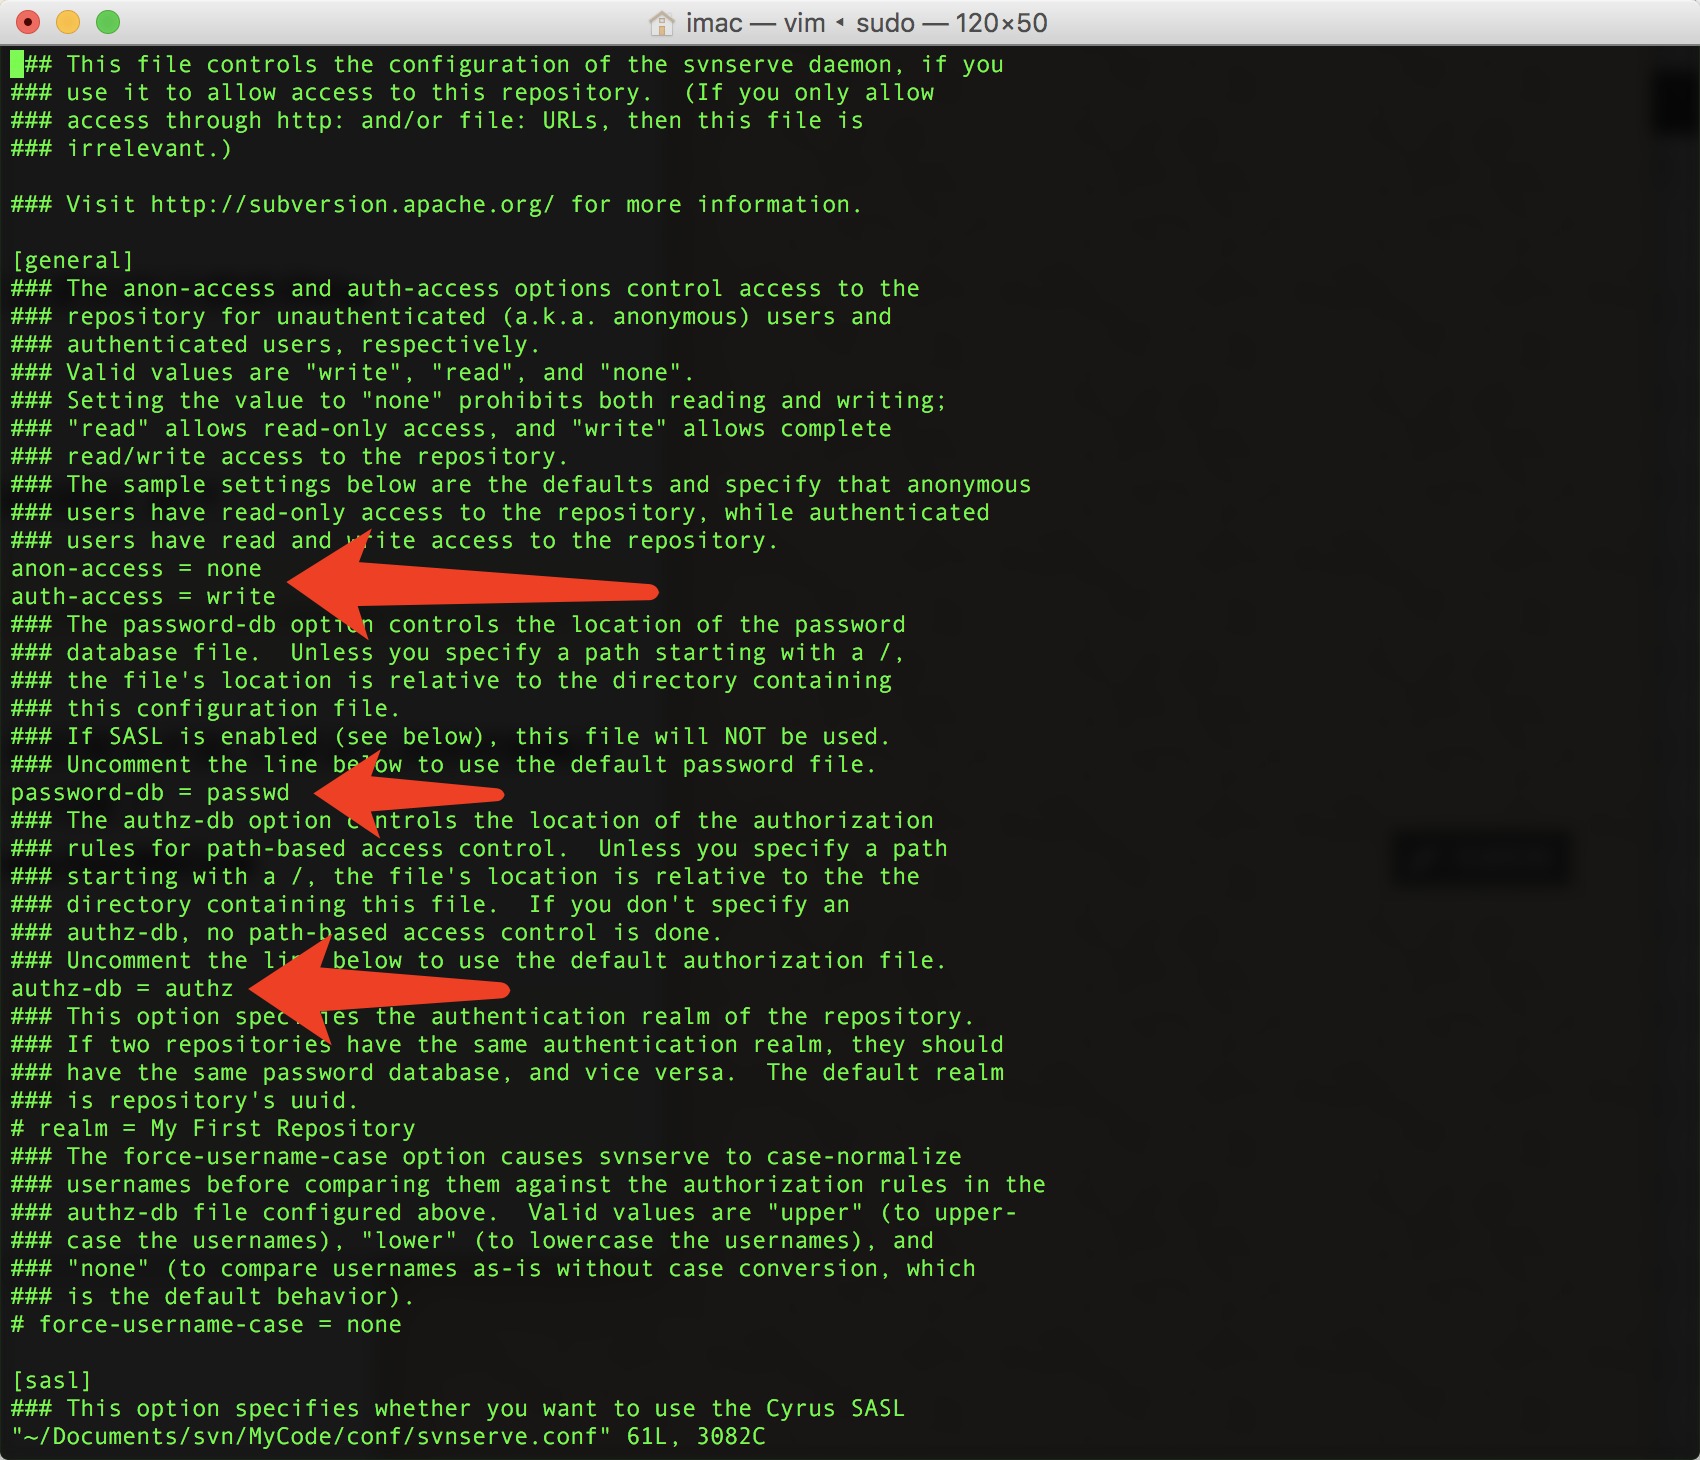 imac — vim ◂ sudo — 120×50
### This file controls the configuration of the svnserve daemon, if you
### use it to allow access to this repository.  (If you only allow
### access through http: and/or file: URLs, then this file is
### irrelevant.)
### Visit http://subversion.apache.org/ for more information.
[general]
### The anon-access and auth-access options control access to the
### repository for unauthenticated (a.k.a. anonymous) users and
### authenticated users, respectively.
### Valid values are "write", "read", and "none".
### Setting the value to "none" prohibits both reading and writing;
### "read" allows read-only access, and "write" allows complete
### read/write access to the repository.
### The sample settings below are the defaults and specify that anonymous
### users have read-only access to the repository, while authenticated
### users have read and write access to the repository.
anon-access = none
auth-access = write
### The password-db option controls the location of the password
### database file.  Unless you specify a path starting with a /,
### the file's location is relative to the directory containing
### this configuration file.
### If SASL is enabled (see below), this file will NOT be used.
### Uncomment the line below to use the default password file.
password-db = passwd
### The authz-db option controls the location of the authorization
### rules for path-based access control.  Unless you specify a path
### starting with a /, the file's location is relative to the the
### directory containing this file.  If you don't specify an
### authz-db, no path-based access control is done.
### Uncomment the line below to use the default authorization file.
authz-db = authz
### This option specifies the authentication realm of the repository.
### If two repositories have the same authentication realm, they should
### have the same password database, and vice versa.  The default realm
### is repository's uuid.
# realm = My First Repository
### The force-username-case option causes svnserve to case-normalize
### usernames before comparing them against the authorization rules in the
### authz-db file configured above.  Valid values are "upper" (to upper-
### case the usernames), "lower" (to lowercase the usernames), and
### "none" (to compare usernames as-is without case conversion, which
### is the default behavior).
# force-username-case = none
[sasl]
### This option specifies whether you want to use the Cyrus SASL
"~/Documents/svn/MyCode/conf/svnserve.conf" 61L, 3082C